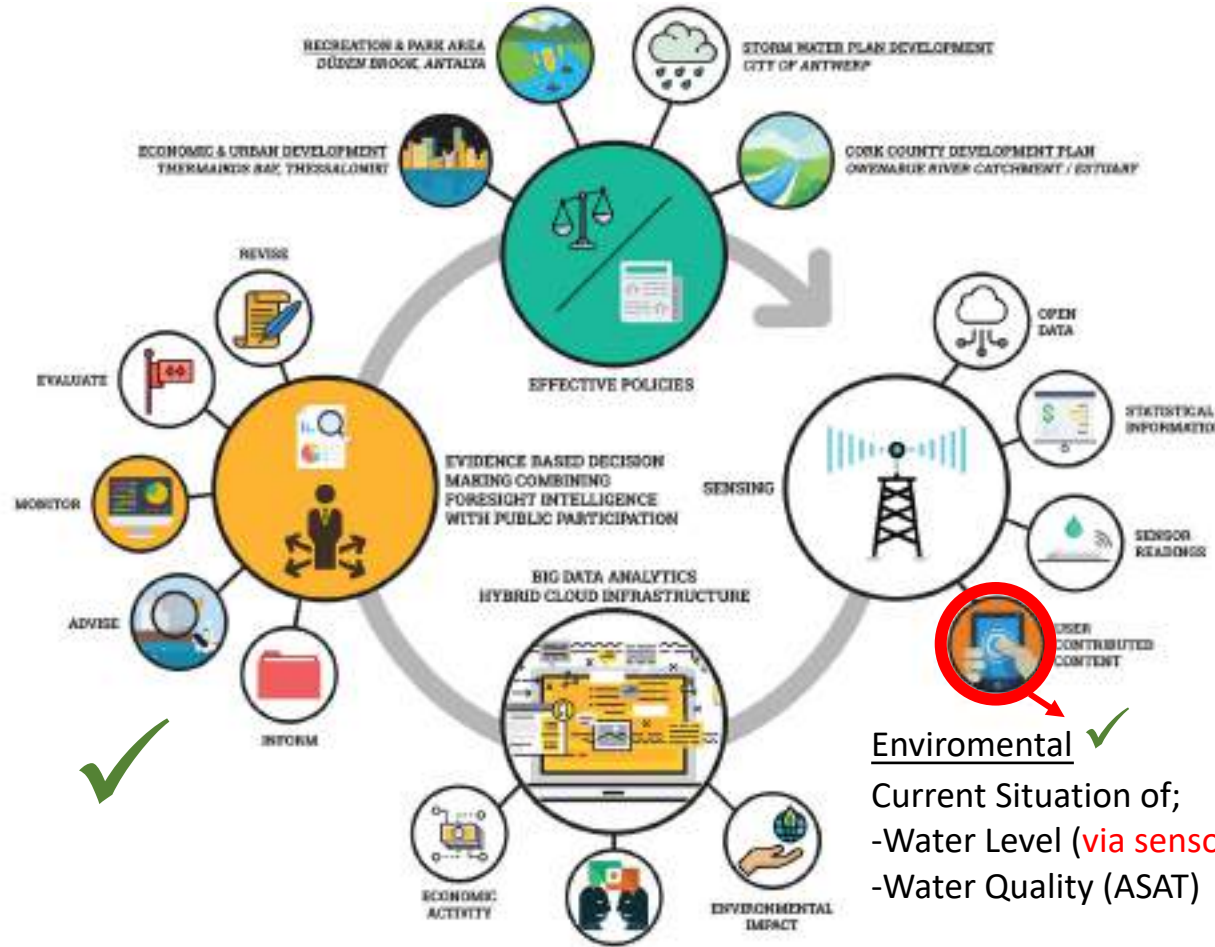 RECREATION & PARK AREA
DÜDEN BROOK, ANTALYA
STORM WATER PLAN DEVELOPMENT
CITY OF ANTWERP
ECONOMIC & URBAN DEVELOPMENT
THERMAIKOS BAY, THESSALONIKI
CORK COUNTY DEVELOPMENT PLAN
OWENABUE RIVER CATCHMENT / ESTUARY
REVISE
EVALUATE
MONITOR
ADVISE
INFORM
EFFECTIVE POLICIES
EVIDENCE BASED DECISION
MAKING COMBINING
FORESIGHT INTELLIGENCE
WITH PUBLIC PARTICIPATION
SENSING
OPEN
DATA
STATISTICAL
INFORMATIO
SENSOR
READINGS
USER
CONTRIBUTED
CONTENT
BIG DATA ANALYTICS
HYBRID CLOUD INFRASTRUCTURE
ECONOMIC
ACTIVITY
ENVIRONMENTAL
IMPACT
Enviromental
Current Situation of;
-Water Level (via senso
-Water Quality (ASAT)